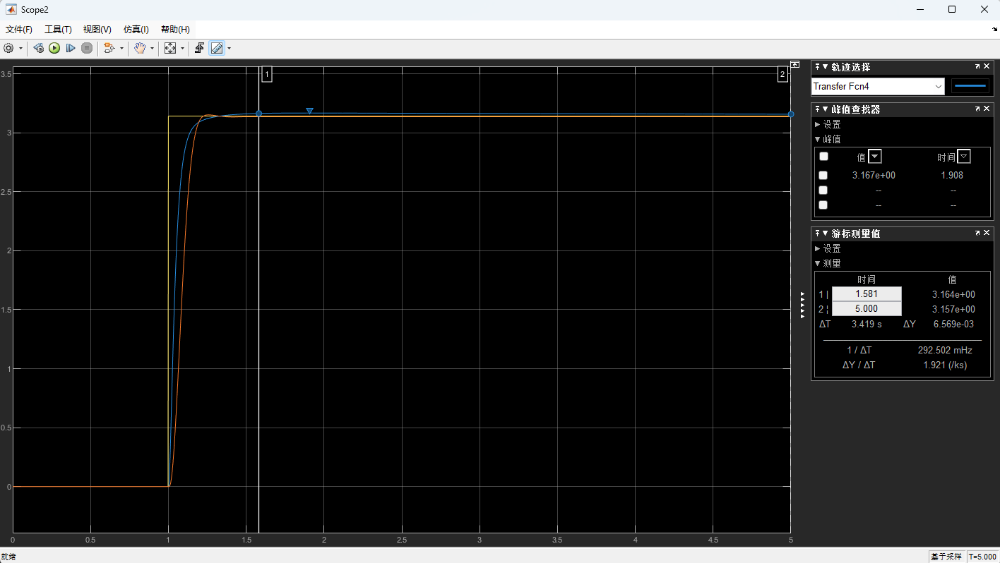 Scope2
文件(F) 工具(T) 视图(V) 仿真(I) 帮助(H)
1
2
3.5
3
2.5
2
1.5
1
0.5
0
0 0.5 1 1.5 2 2.5 3 3.5 4 4.5 5
轨迹选择
Transfer Fcn4
峰值查找器
设置
峰值
值 时间
3.167e+00 1.908
-- --
-- --
游标测量值
设置
测量
时间 值
1 | 1.581 3.164e+00
2 ¦ 5.000 3.157e+00
ΔT 3.419 s ΔY 6.569e-03
1 / ΔT 292.502 mHz
ΔY / ΔT 1.921 (/ks)
就绪
基于采样 T=5.000